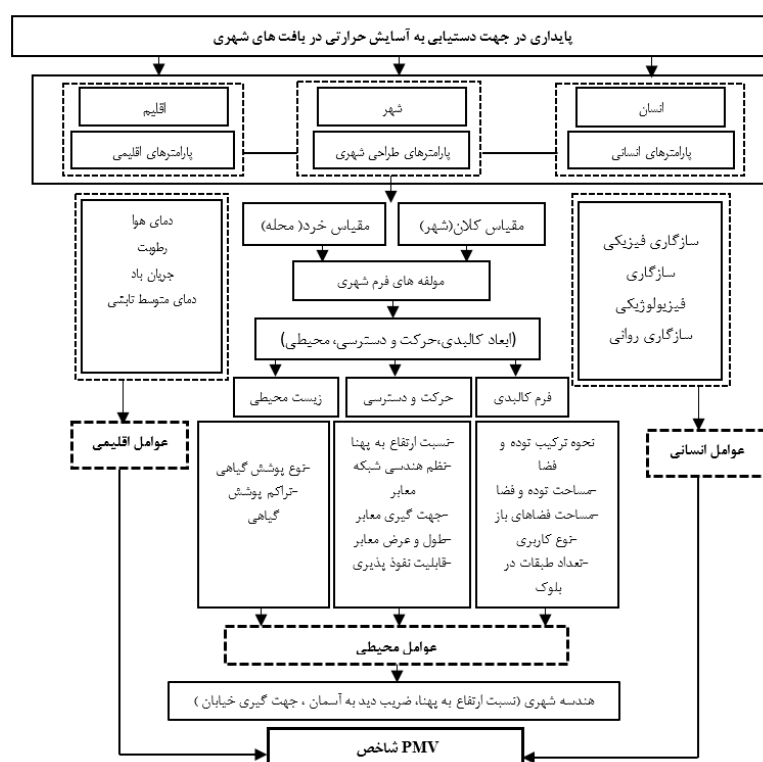 پایداری در جهت دستیابی به آسایش حرارتی در بافت های شهری
انسان
شهر
اقلیم
پارامترهای انسانی
پارامترهای طراحی شهری
پارامترهای اقلیمی
سازگاری فیزیکی
سازگاری
فیزیولوژیکی
سازگاری روانی
مقیاس کلان(شهر)
مقیاس خرد( محله)
دمای هوا
رطوبت
جریان باد
دمای متوسط تابشی
مولفه های فرم شهری
(ابعاد کالبدی،حرکت و دسترسی، محیطی)
فرم کالبدی
حرکت و دسترسی
زیست محیطی
عوامل انسانی
عوامل اقلیمی
نحوه ترکیب توده و
فضا
-مساحت توده و فضا
-مساحت فضاهای باز
-نوع کاربری
-تعداد طبقات در
بلوک
-نسبت ارتفاع به پهنا
-نظم هندسی شبکه
معابر
-جهت گیری معابر
-طول و عرض معابر
-قابلیت نفوذ پذیری
-نوع پوشش گیاهی
-تراکم پوشش
گیاهی
عوامل محیطی
هندسه شهری (نسبت ارتفاع به پهنا، ضریب دید به آسمان ، جهت گیری خیابان )
شاخص PMV